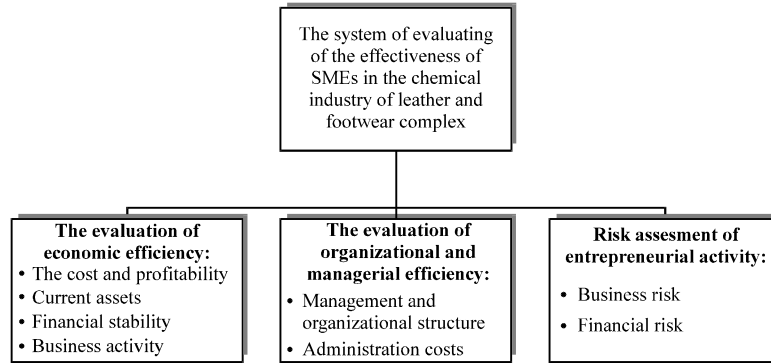 The system of evaluating
of the effectiveness of
SMEs in the chemical
industry of leather and
footwear complex
The evaluation of
economic efficiency:
• The cost and profitability
• Current assets
• Financial stability
• Business activity
The evaluation of
organizational and
managerial efficiency:
• Management and
organizational structure
• Administration costs
Risk assesment of
entrepreneurial activity:
• Business risk
• Financial risk